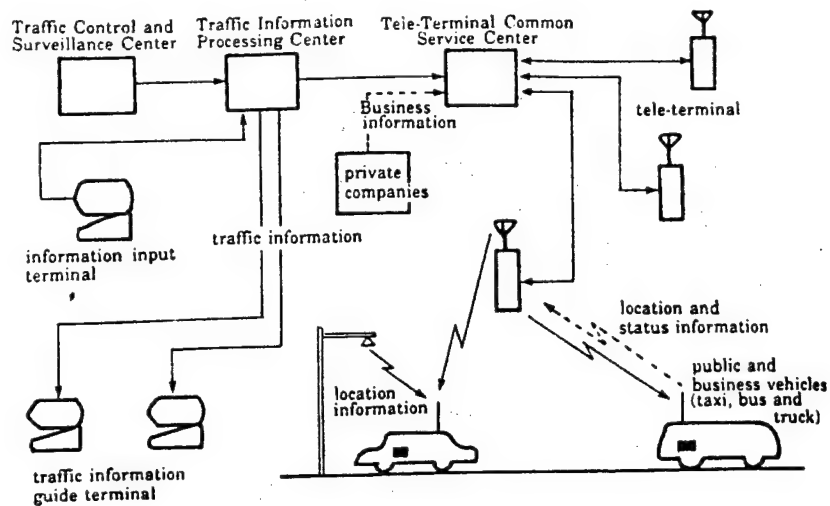 Traffic Control and
Surveillance Center
Traffic Information
Processing Center
Tele-Terminal Common
Service Center
Business
information
tele-terminal
private
companies
traffic information
information input
terminal
location and
status information
public and
business vehicles
(taxi, bus and
truck)
location
information
traffic information
guide terminal